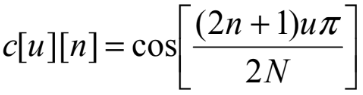 c[u][n] = cos[(2n + 1)uπ / 2N]